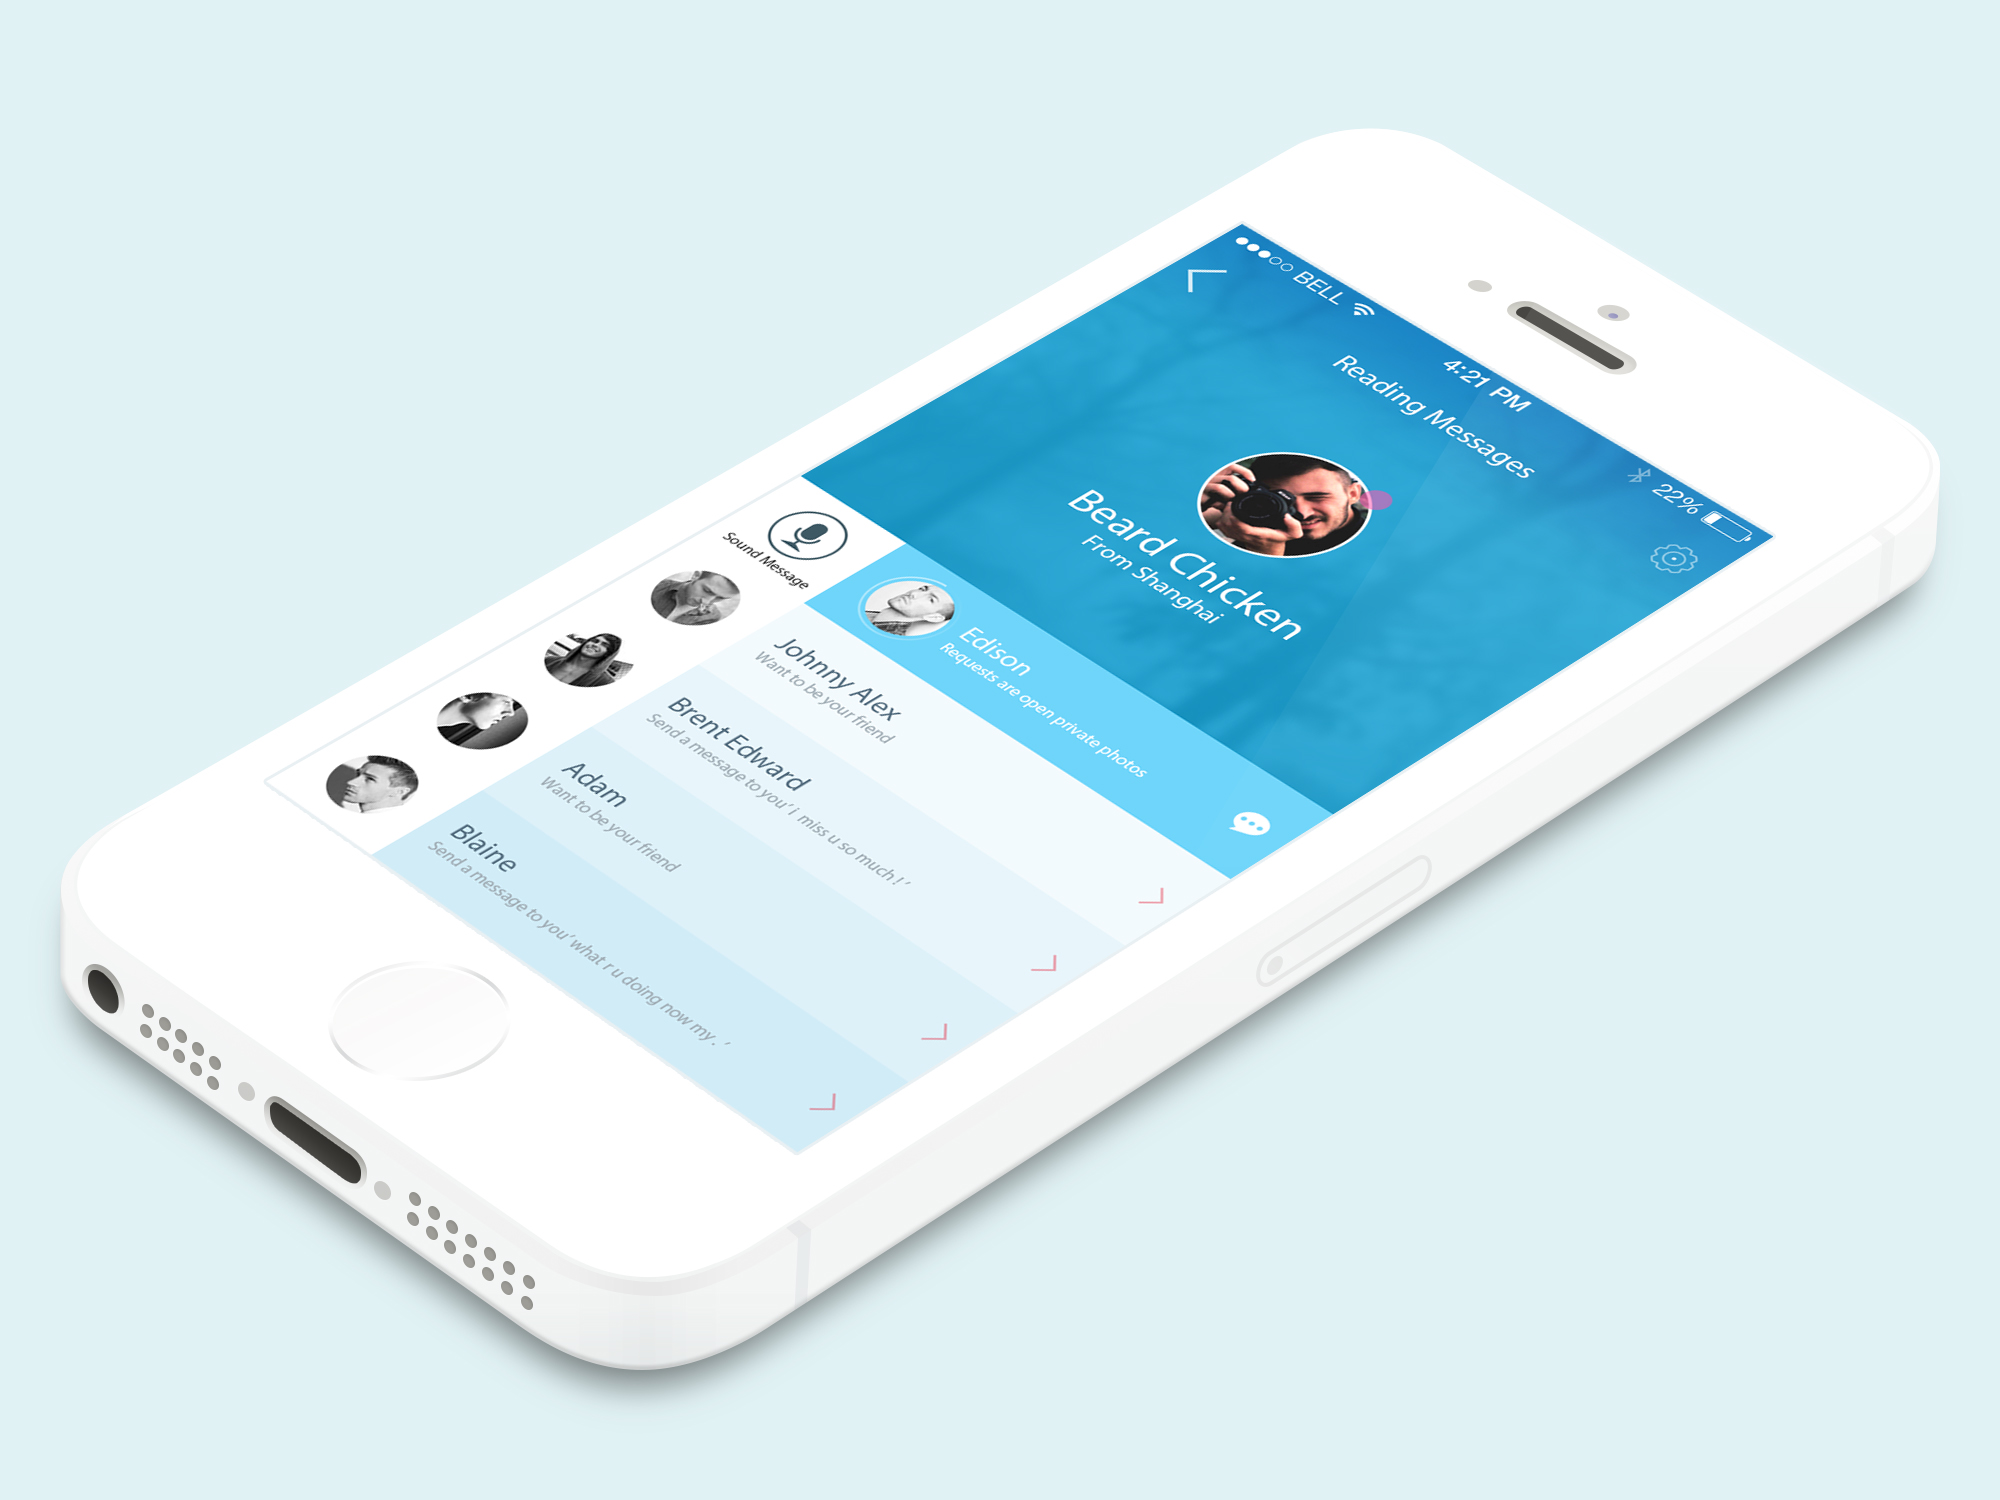 BELL
4:21 PM
22%
Reading Messages
Beard Chicken
From Shanghai
Sound Message
Edison
Requests are open private photos
Johnny Alex
Want to be your friend
Brent Edward
Send a message to you‘ i miss u so much ! ’
Adam
Want to be your friend
Blaine
Send a message to you‘ what r u doing now my . ’